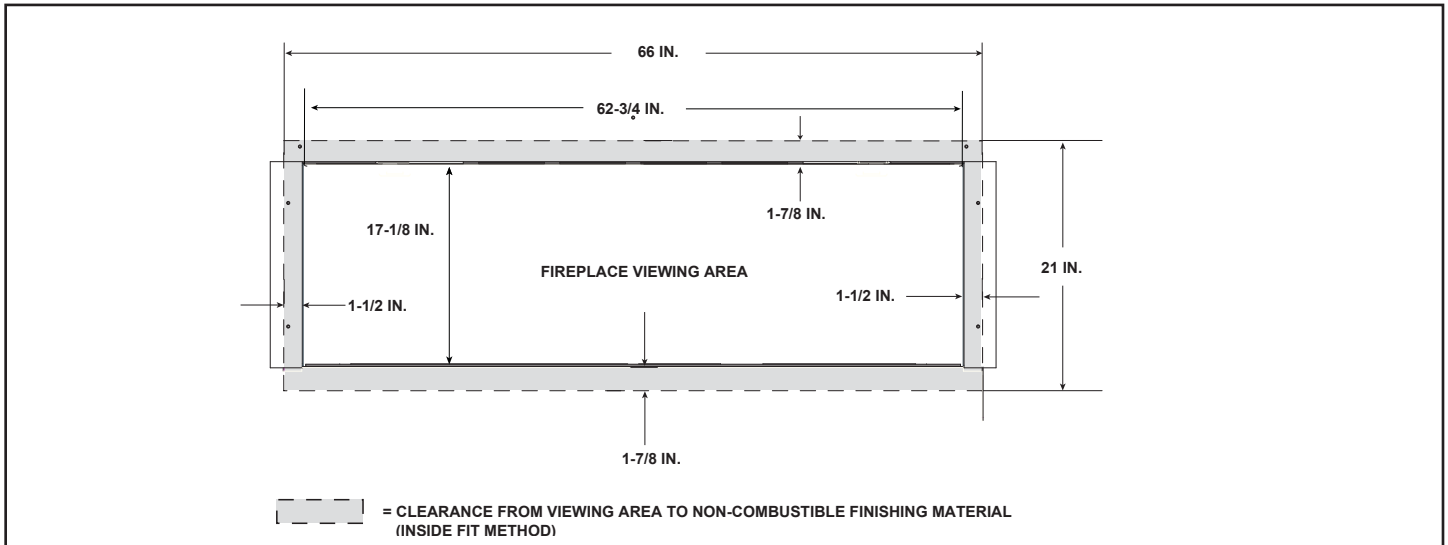 66 IN.
62-3/4 IN.
1-7/8 IN.
17-1/8 IN.
21 IN.
FIREPLACE VIEWING AREA
1-1/2 IN.
1-1/2 IN.
1-7/8 IN.
= CLEARANCE FROM VIEWING AREA TO NON-COMBUSTIBLE FINISHING MATERIAL
(INSIDE FIT METHOD)